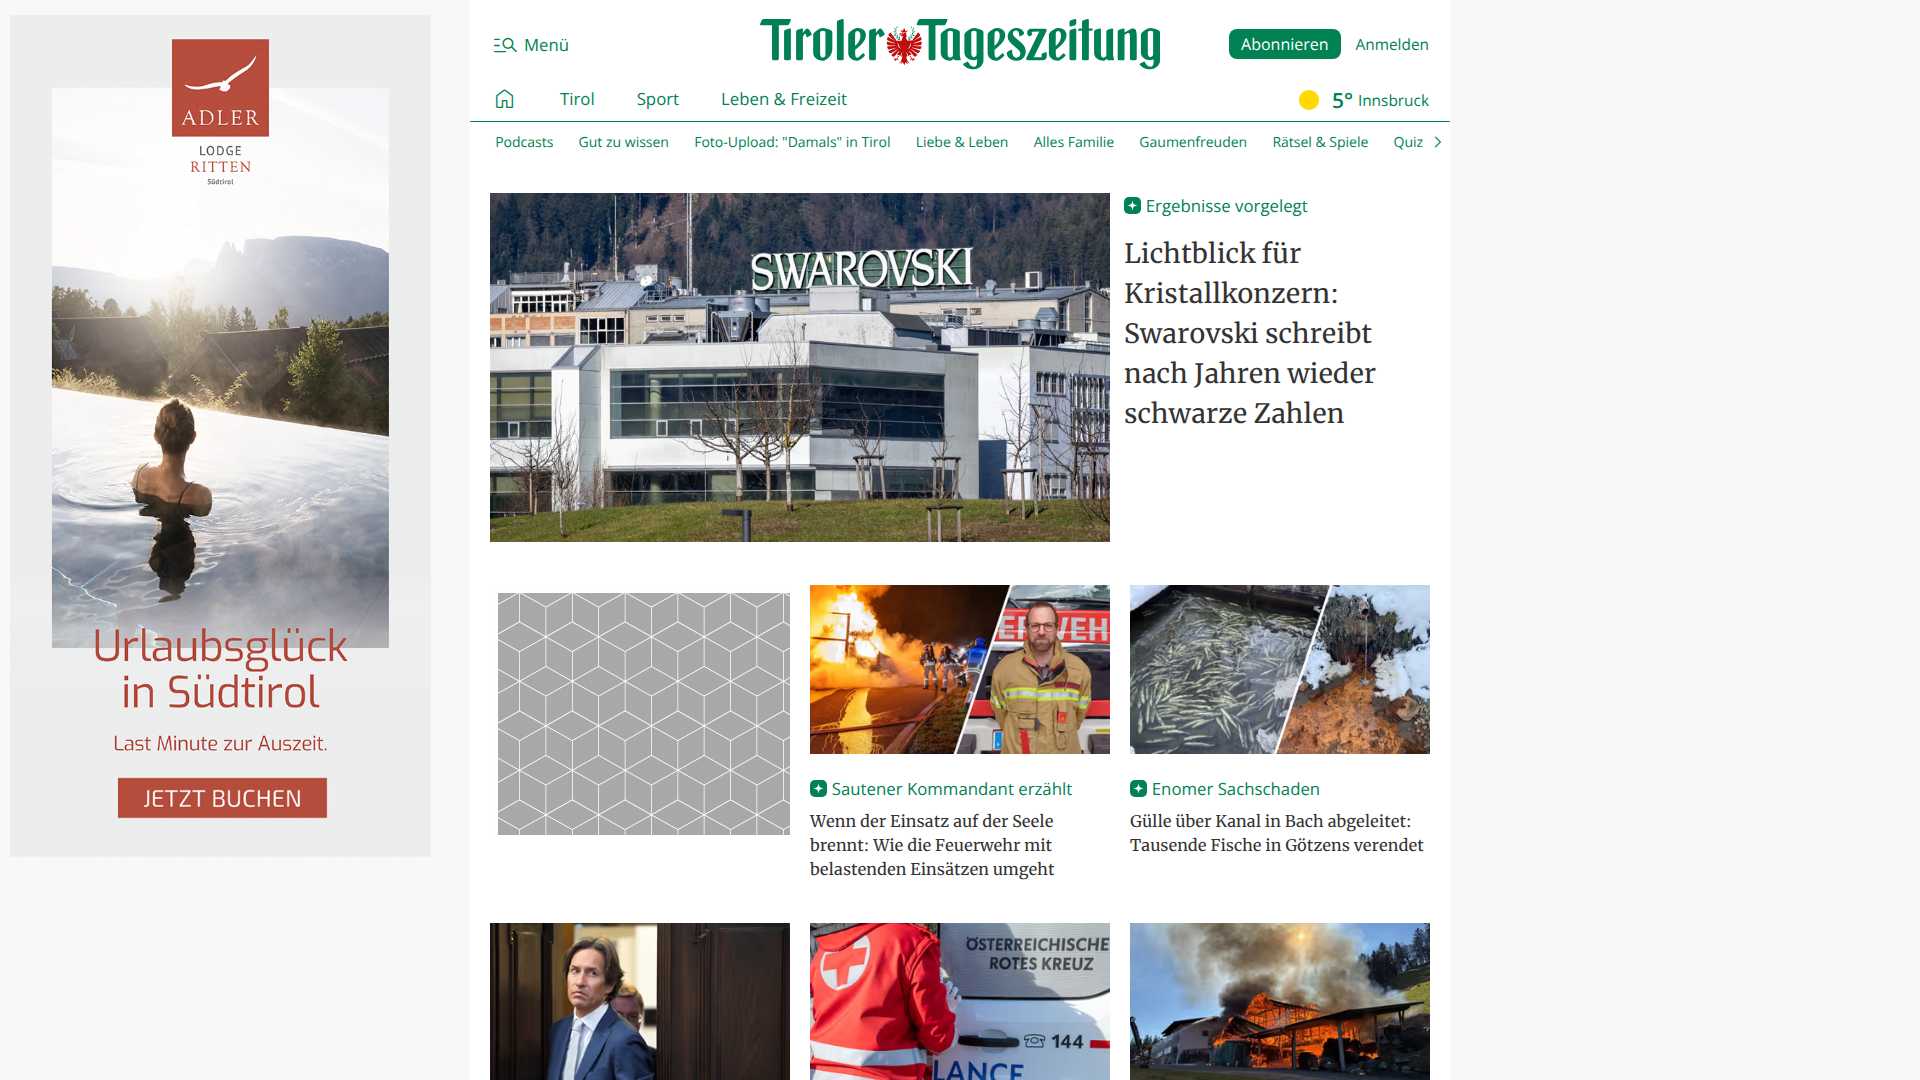 ADLER
LODGE
RITTEN
Südtirol
Urlaubsglück
in Südtirol
Last Minute zur Auszeit.
JETZT BUCHEN
Menü
Tiroler Tageszeitung
Abonnieren
Anmelden
Tirol
Sport
Leben & Freizeit
5° Innsbruck
Podcasts
Gut zu wissen
Foto-Upload: "Damals" in Tirol
Liebe & Leben
Alles Familie
Gaumenfreuden
Rätsel & Spiele
Quiz
SWAROVSKI
Ergebnisse vorgelegt
Lichtblick für
Kristallkonzern:
Swarovski schreibt
nach Jahren wieder
schwarze Zahlen
ERWEH
Sautener Kommandant erzählt
Wenn der Einsatz auf der Seele
brennt: Wie die Feuerwehr mit
belastenden Einsätzen umgeht
Enomer Sachschaden
Gülle über Kanal in Bach abgeleitet:
Tausende Fische in Götzens verendet
ÖSTERREICHISCHE
ROTES KREUZ
144
LANCE